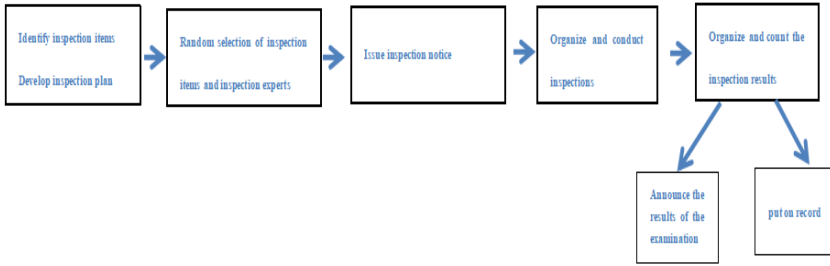 Identify inspection items
Develop inspection plan
Random selection of inspection
items and inspection experts
Issue inspection notice
Organize and conduct
inspections
Organize and count the
inspection results
Announce the
results of the
examination
put on record